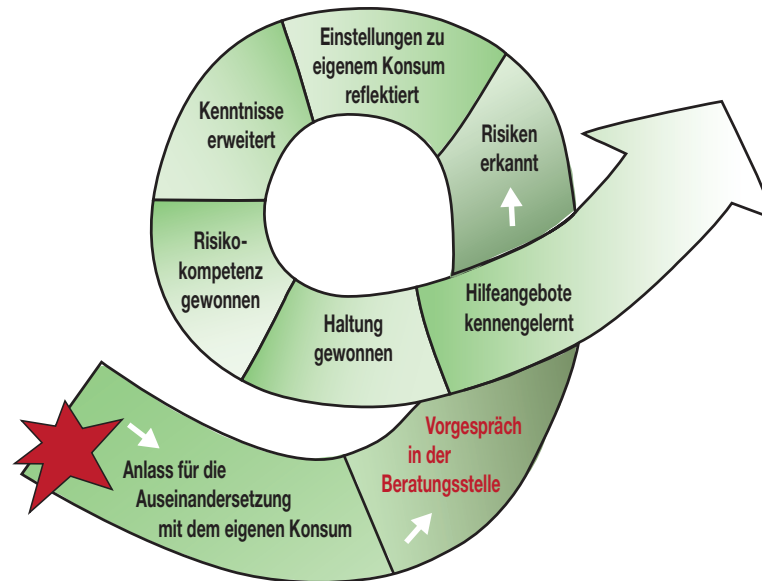 Einstellungen zu
eigenem Konsum
reflektiert
Kenntnisse
erweitert
Risiken
erkannt
Risiko-
kompetenz
gewonnen
Haltung
gewonnen
Hilfeangebote
kennengelernt
Anlass für die
Auseinandersetzung
mit dem eigenen Konsum
Vorgespräch
in der
Beratungsstelle